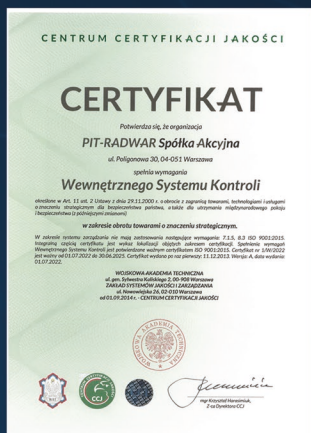 CENTRUM CERTYFIKACJI JAKOŚCI
CERTYFIKAT
Potwierdza się, że organizacja
PIT-RADWAR Spółka Akcyjna
ul. Poligonowa 30, 04-051 Warszawa
spełnia wymagania
Wewnętrznego Systemu Kontroli
określone w Art. 11 ust. 2 Ustawy z dnia 29.11.2000 r. o obrocie z zagranicą towarami, technologiami i usługami
o znaczeniu strategicznym dla bezpieczeństwa państwa, a także dla utrzymania międzynarodowego pokoju
i bezpieczeństwa (z późniejszymi zmianami)
w zakresie obrotu towarami o znaczeniu strategicznym.
W zakresie systemu zarządzania nie mają zastosowania następujące wymagania: 7.1.5, 8.3 ISO 9001:2015.
Integralną częścią certyfikatu jest wykaz lokalizacji objętych zakresem certyfikacji. Spełnienie wymagań
Wewnętrznego Systemu Kontroli jest potwierdzone ważnym certyfikatem ISO 9001:2015. Certyfikat nr 1/W/2022
jest ważny od 01.07.2022 do 30.06.2025. Certyfikat wydano po raz pierwszy: 11.12.2013. Wersja: A, data wydania
01.07.2022.
WOJSKOWA AKADEMIA TECHNICZNA
ul. gen. Sylwestra Kaliskiego 2, 00-908 Warszawa
ZAKŁAD SYSTEMÓW JAKOŚCI I ZARZĄDZANIA
ul. Nowowiejska 26, 02-010 Warszawa
od 01.09.2014 r. - CENTRUM CERTYFIKACJI JAKOŚCI
WOJSKOWA AKADEMIA TECHNICZNA
CCJ
mgr Krzysztof
Z-ca Dyrektora CCJ